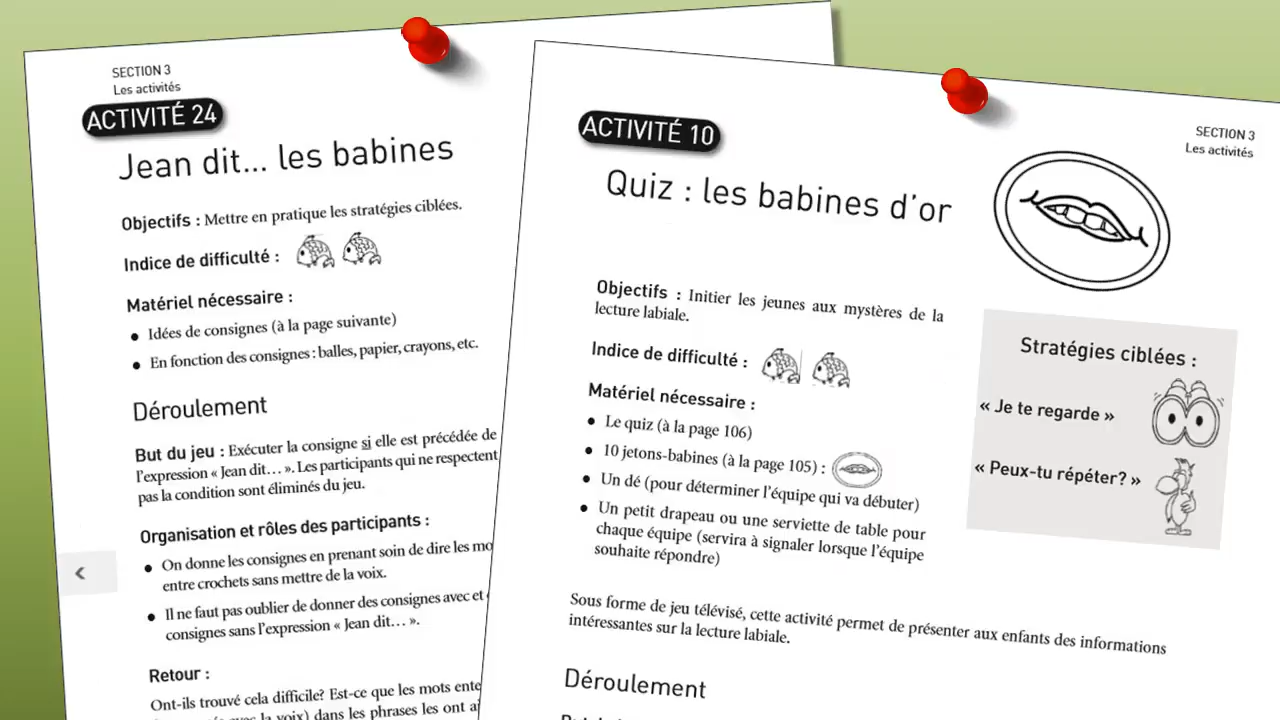 SECTION 3
Les activités
ACTIVITÉ 24
Jean dit... les babines
Objectifs : Mettre en pratique les stratégies ciblées.
Indice de difficulté :
Matériel nécessaire :
• Idées de consignes (à la page suivante)
• En fonction des consignes : balles, papier, crayons, etc.
Déroulement
But du jeu : Exécuter la consigne si elle est précédée de
l'expression « Jean dit... ». Les participants qui ne respectent
pas la condition sont éliminés du jeu.
Organisation et rôles des participants :
• On donne les consignes en prenant soin de dire les mo
entre crochets sans mettre de la voix.
• Il ne faut pas oublier de donner des consignes avec et
consignes sans l'expression « Jean dit... ».
Retour :
Ont-ils trouvé cela difficile? Est-ce que les mots ente
avec la voix) dans les phrases les ont ai
SECTION 3
Les activités
ACTIVITÉ 10
Quiz : les babines d'or
Objectifs : Initier les jeunes aux mystères de la
lecture labiale.
Indice de difficulté :
Matériel nécessaire :
• Le quiz (à la page 106)
• 10 jetons-babines (à la page 105) :
• Un dé (pour déterminer l'équipe qui va débuter)
• Un petit drapeau ou une serviette de table pour
chaque équipe (servira à signaler lorsque l'équipe
souhaite répondre)
Stratégies ciblées :
« Je te regarde »
« Peux-tu répéter? »
Sous forme de jeu télévisé, cette activité permet de présenter aux enfants des informations
intéressantes sur la lecture labiale.
Déroulement